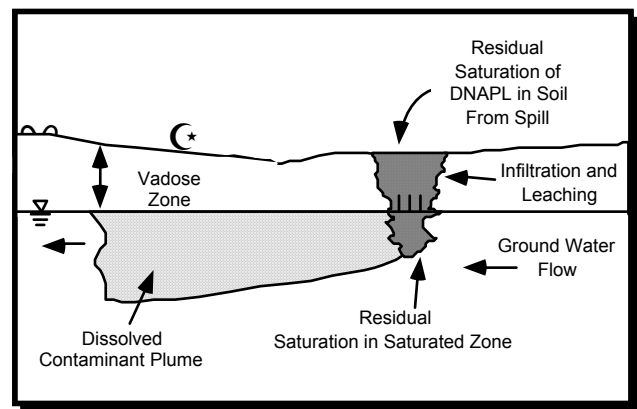 Residual
Saturation of
DNAPL in Soil
From Spill
Vadose
Zone
Infiltration and
Leaching
Ground Water
Flow
Residual
Saturation in Saturated Zone
Dissolved
Contaminant Plume